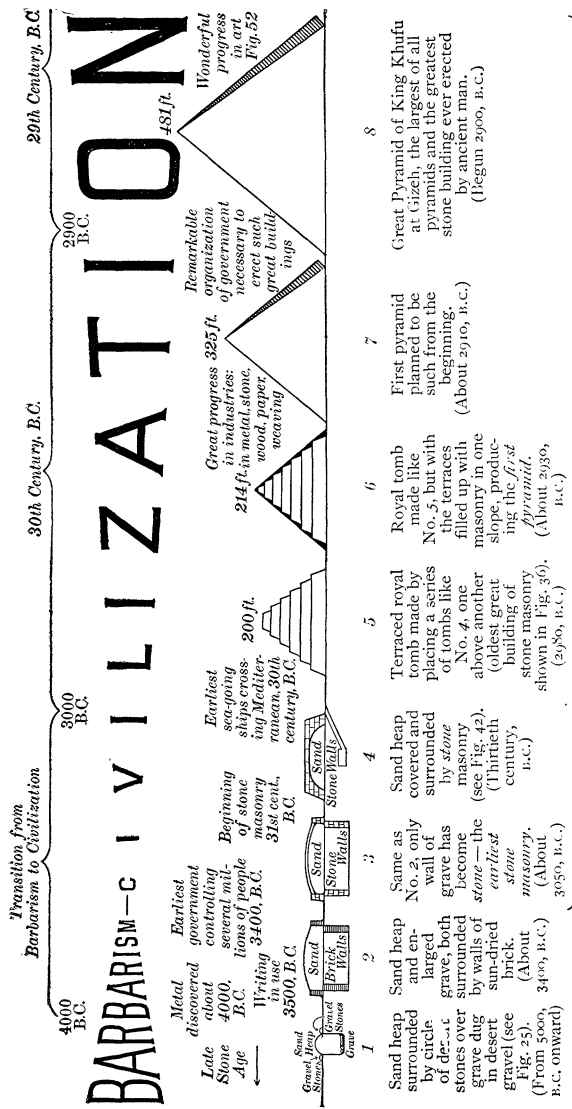 Transition from
Barbarism to Civilization
30th Century, B.C.
29th Century, B.C.
4000
B.C.
3000
B.C.
2900
B.C.
BARBARISM—CIVILIZATION
Late
Stone
Age
Metal
discovered
about
4000,
B.C.
Writing
in use
3500, B.C.
Earliest
government
controlling
several mil-
lions of people
3400, B.C.
Beginning
of stone
masonry
31st cent.,
B.C.
Earliest
sea-going
ships cross-
ing Mediter-
ranean, 30th
century, B.C.
200 ft.
Great progress
in industries:
in metal, stone,
wood, paper,
weaving
214 ft.
325 ft.
Remarkable
organization
of government
necessary to
erect such
great build-
ings
481 ft.
Wonderful
progress
in art
Fig. 52
Sand
Gravel Heap
Stones
Gravel
Stones
Grave
Sand
Brick
Walls
Sand
Stone
Walls
Sand
Stone Walls
1
Sand heap
surrounded
by circle
of
stones over
grave dug
in desert
gravel (see
Fig. 25).
(From 5000,
B.C. onward)
2
Sand heap
and en-
larged
grave, both
surrounded
by walls of
sun-dried
brick.
(About
3400, B.C.)
3
Same as
No. 2, only
wall of
grave has
become
stone—the
earliest
stone
masonry.
(About
3050, B.C.)
4
Sand heap
covered and
surrounded
by stone
masonry
(see Fig. 42).
(Thirtieth
century,
B.C.)
5
Terraced royal
tomb made by
placing a series
of tombs like
No. 4, one
above another
(oldest great
building of
stone masonry
shown in Fig. 36).
(2980, B.C.)
6
Royal tomb
made like
No. 5, but with
the terraces
filled up with
masonry in one
slope, produc-
ing the first
pyramid.
(About 2930,
B.C.)
7
First pyramid
planned to be
such from the
beginning.
(About 2910, B.C.)
8
Great Pyramid of King Khufu
at Gizeh, the largest of all
pyramids and the greatest
stone building ever erected
by ancient man.
(Begun 2900, B.C.)